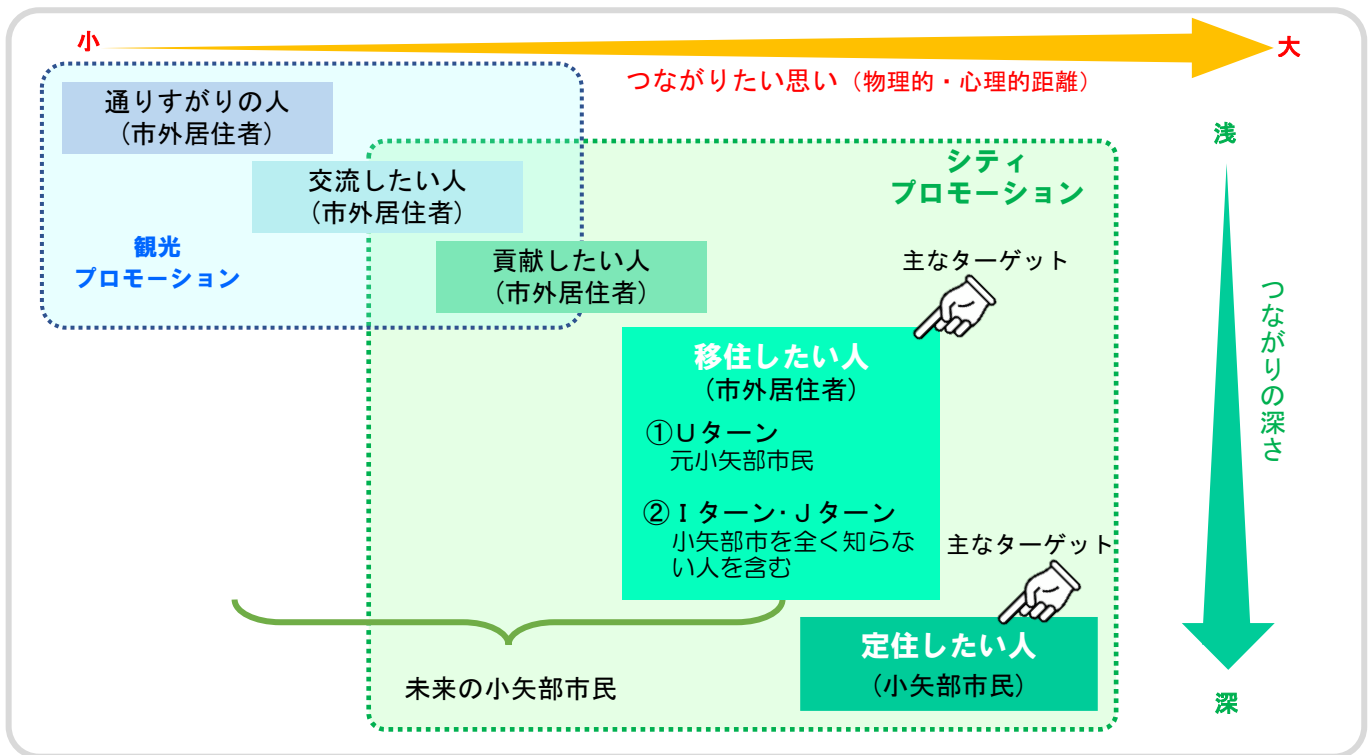 小
大
つながりたい思い（物理的・心理的距離）
通りすがりの人
（市外居住者）
浅
シティ
プロモーション
交流したい人
（市外居住者）
観光
プロモーション
貢献したい人
（市外居住者）
主なターゲット
つながりの深さ
移住したい人
（市外居住者）
①Ｕターン
元小矢部市民
②Ｉターン・Ｊターン
小矢部市を全く知らな
い人を含む
主なターゲット
定住したい人
（小矢部市民）
未来の小矢部市民
深